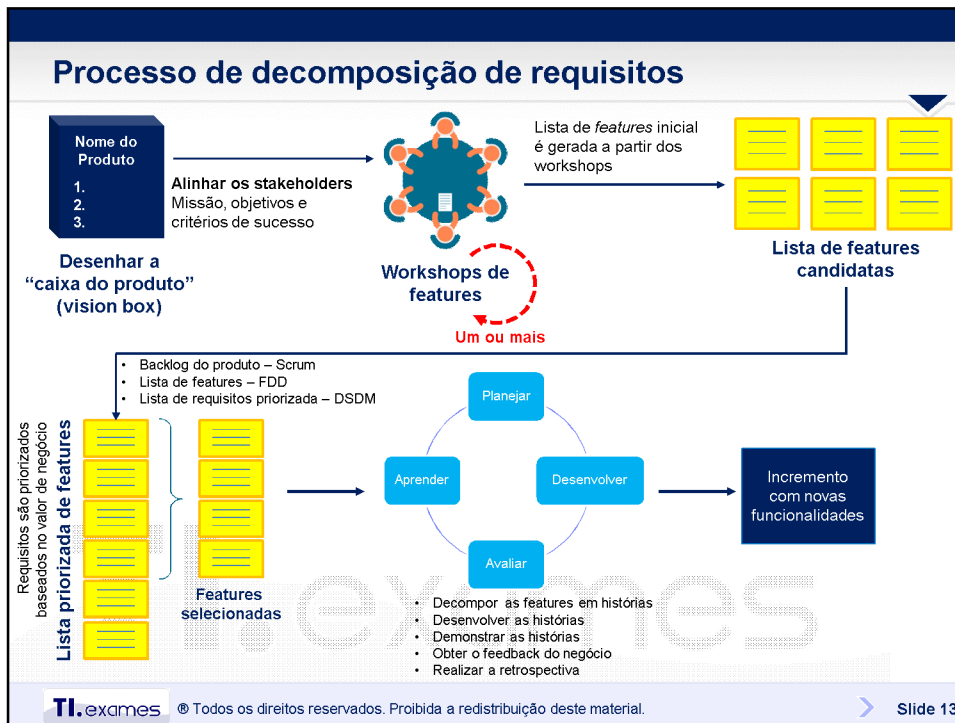 Processo de decomposição de requisitos
Nome do
Produto
1.
2.
3.
Desenhar a
“caixa do produto”
(vision box)
Alinhar os stakeholders
Missão, objetivos e
critérios de sucesso
Workshops de
features
Um ou mais
Lista de features inicial
é gerada a partir dos
workshops
Lista de features
candidatas
• Backlog do produto – Scrum
• Lista de features – FDD
• Lista de requisitos priorizada – DSDM
Requisitos são priorizados
baseados no valor de negócio
Lista priorizada de features
Features
selecionadas
Planejar
Aprender
Desenvolver
Avaliar
• Decompor as features em histórias
• Desenvolver as histórias
• Demonstrar as histórias
• Obter o feedback do negócio
• Realizar a retrospectiva
Incremento
com novas
funcionalidades
TI.exames
TI.exames
® Todos os direitos reservados. Proibida a redistribuição deste material.
Slide 13